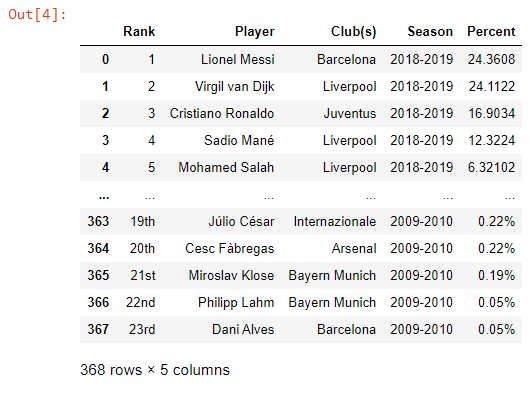 Out[4]:
Rank Player Club(s) Season Percent
0 1 Lionel Messi Barcelona 2018-2019 24.3608
1 2 Virgil van Dijk Liverpool 2018-2019 24.1122
2 3 Cristiano Ronaldo Juventus 2018-2019 16.9034
3 4 Sadio Mané Liverpool 2018-2019 12.3224
4 5 Mohamed Salah Liverpool 2018-2019 6.32102
... ... ... ... ... ...
363 19th Júlio César Internazionale 2009-2010 0.22%
364 20th Cesc Fàbregas Arsenal 2009-2010 0.22%
365 21st Miroslav Klose Bayern Munich 2009-2010 0.19%
366 22nd Philipp Lahm Bayern Munich 2009-2010 0.05%
367 23rd Dani Alves Barcelona 2009-2010 0.05%
368 rows × 5 columns